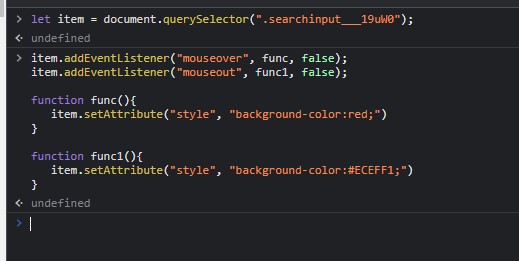 > let item = document.querySelector(".searchinput___19uW0");
< undefined
> item.addEventListener("mouseover", func, false);
item.addEventListener("mouseout", func1, false);
function func(){
item.setAttribute("style", "background-color:red;")
}
function func1(){
item.setAttribute("style", "background-color:#ECEFF1;")
}
< undefined
>